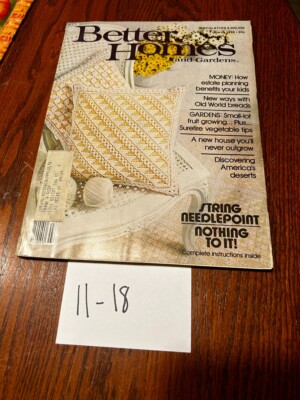 Better
Homes
and Gardens®
MONEY: How
estate planning
benefits your kids
New ways with
Old World breads
GARDENS: Small-lot
fruit growing... Plus...
Surefire vegetable tips
A new house you'll
never outgrow
Discovering
America's
deserts
STRING
NEEDLEPOINT
NOTHING
TO IT!
Complete instructions inside
11-18